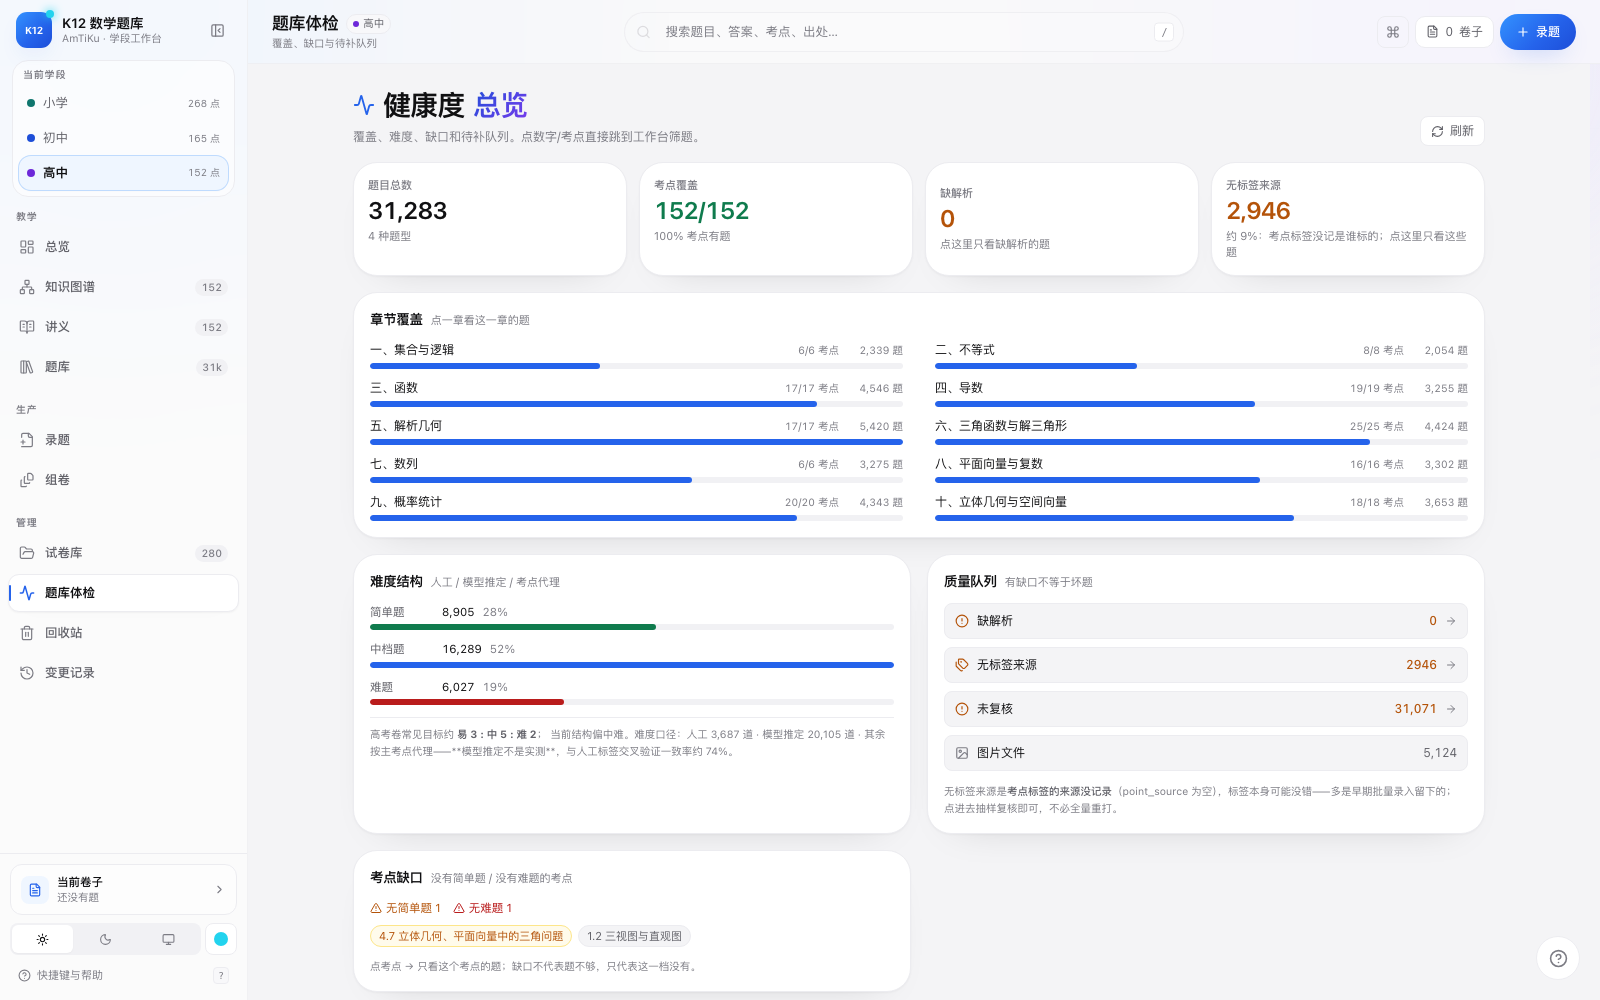 K12
K12 数学题库
AmTiKu · 学段工作台
当前学段
小学 268 点
初中 165 点
高中 152 点
教学
总览
知识图谱 152
讲义 152
题库 31k
生产
录题
组卷
管理
试卷库 280
题库体检
回收站
变更记录
当前卷子
还没有题
快捷键与帮助 ?
题库体检 高中
覆盖、缺口与待补队列
搜索题目、答案、考点、出处… /
⌘ 0 卷子 + 录题
健康度 总览
覆盖、难度、缺口和待补队列。点数字/考点直接跳到工作台筛题。
刷新
题目总数
31,283
4 种题型
考点覆盖
152/152
100% 考点有题
缺解析
0
点这里只看缺解析的题
无标签来源
2,946
约 9%：考点标签没记是谁标的；点这里只看这些
题
章节覆盖 点一章看这一章的题
一、集合与逻辑 6/6 考点 2,339 题
二、不等式 8/8 考点 2,054 题
三、函数 17/17 考点 4,546 题
四、导数 19/19 考点 3,255 题
五、解析几何 17/17 考点 5,420 题
六、三角函数与解三角形 25/25 考点 4,424 题
七、数列 6/6 考点 3,275 题
八、平面向量与复数 16/16 考点 3,302 题
九、概率统计 20/20 考点 4,343 题
十、立体几何与空间向量 18/18 考点 3,653 题
难度结构 人工 / 模型推定 / 考点代理
简单题 8,905 28%
中档题 16,289 52%
难题 6,027 19%
高考卷常见目标约 易 3 : 中 5 : 难 2； 当前结构偏中难。难度口径：人工 3,687 道 · 模型推定 20,105 道 · 其余
按主考点代理——**模型推定不是实测**，与人工标签交叉验证一致率约 74%。
质量队列 有缺口不等于坏题
缺解析 0
无标签来源 2946
未复核 31,071
图片文件 5,124
无标签来源是考点标签的来源没记录（point_source 为空），标签本身可能没错——多是早期批量录入留下的；
点进去抽样复核即可，不必全量重打。
考点缺口 没有简单题 / 没有难题的考点
无简单题 1 无难题 1
4.7 立体几何、平面向量中的三角问题 1.2 三视图与直观图
点考点 → 只看这个考点的题；缺口不代表题不够，只代表这一档没有。